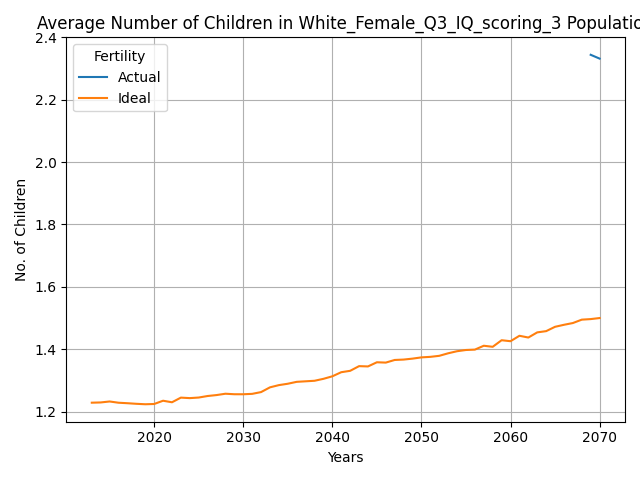 Average Number of Children in White_Female_Q3_IQ_scoring_3 Populatio
Fertility
Actual
Ideal
2.4
2.2
2.0
1.8
1.6
1.4
1.2
No. of Children
2020 2030 2040 2050 2060 2070
Years